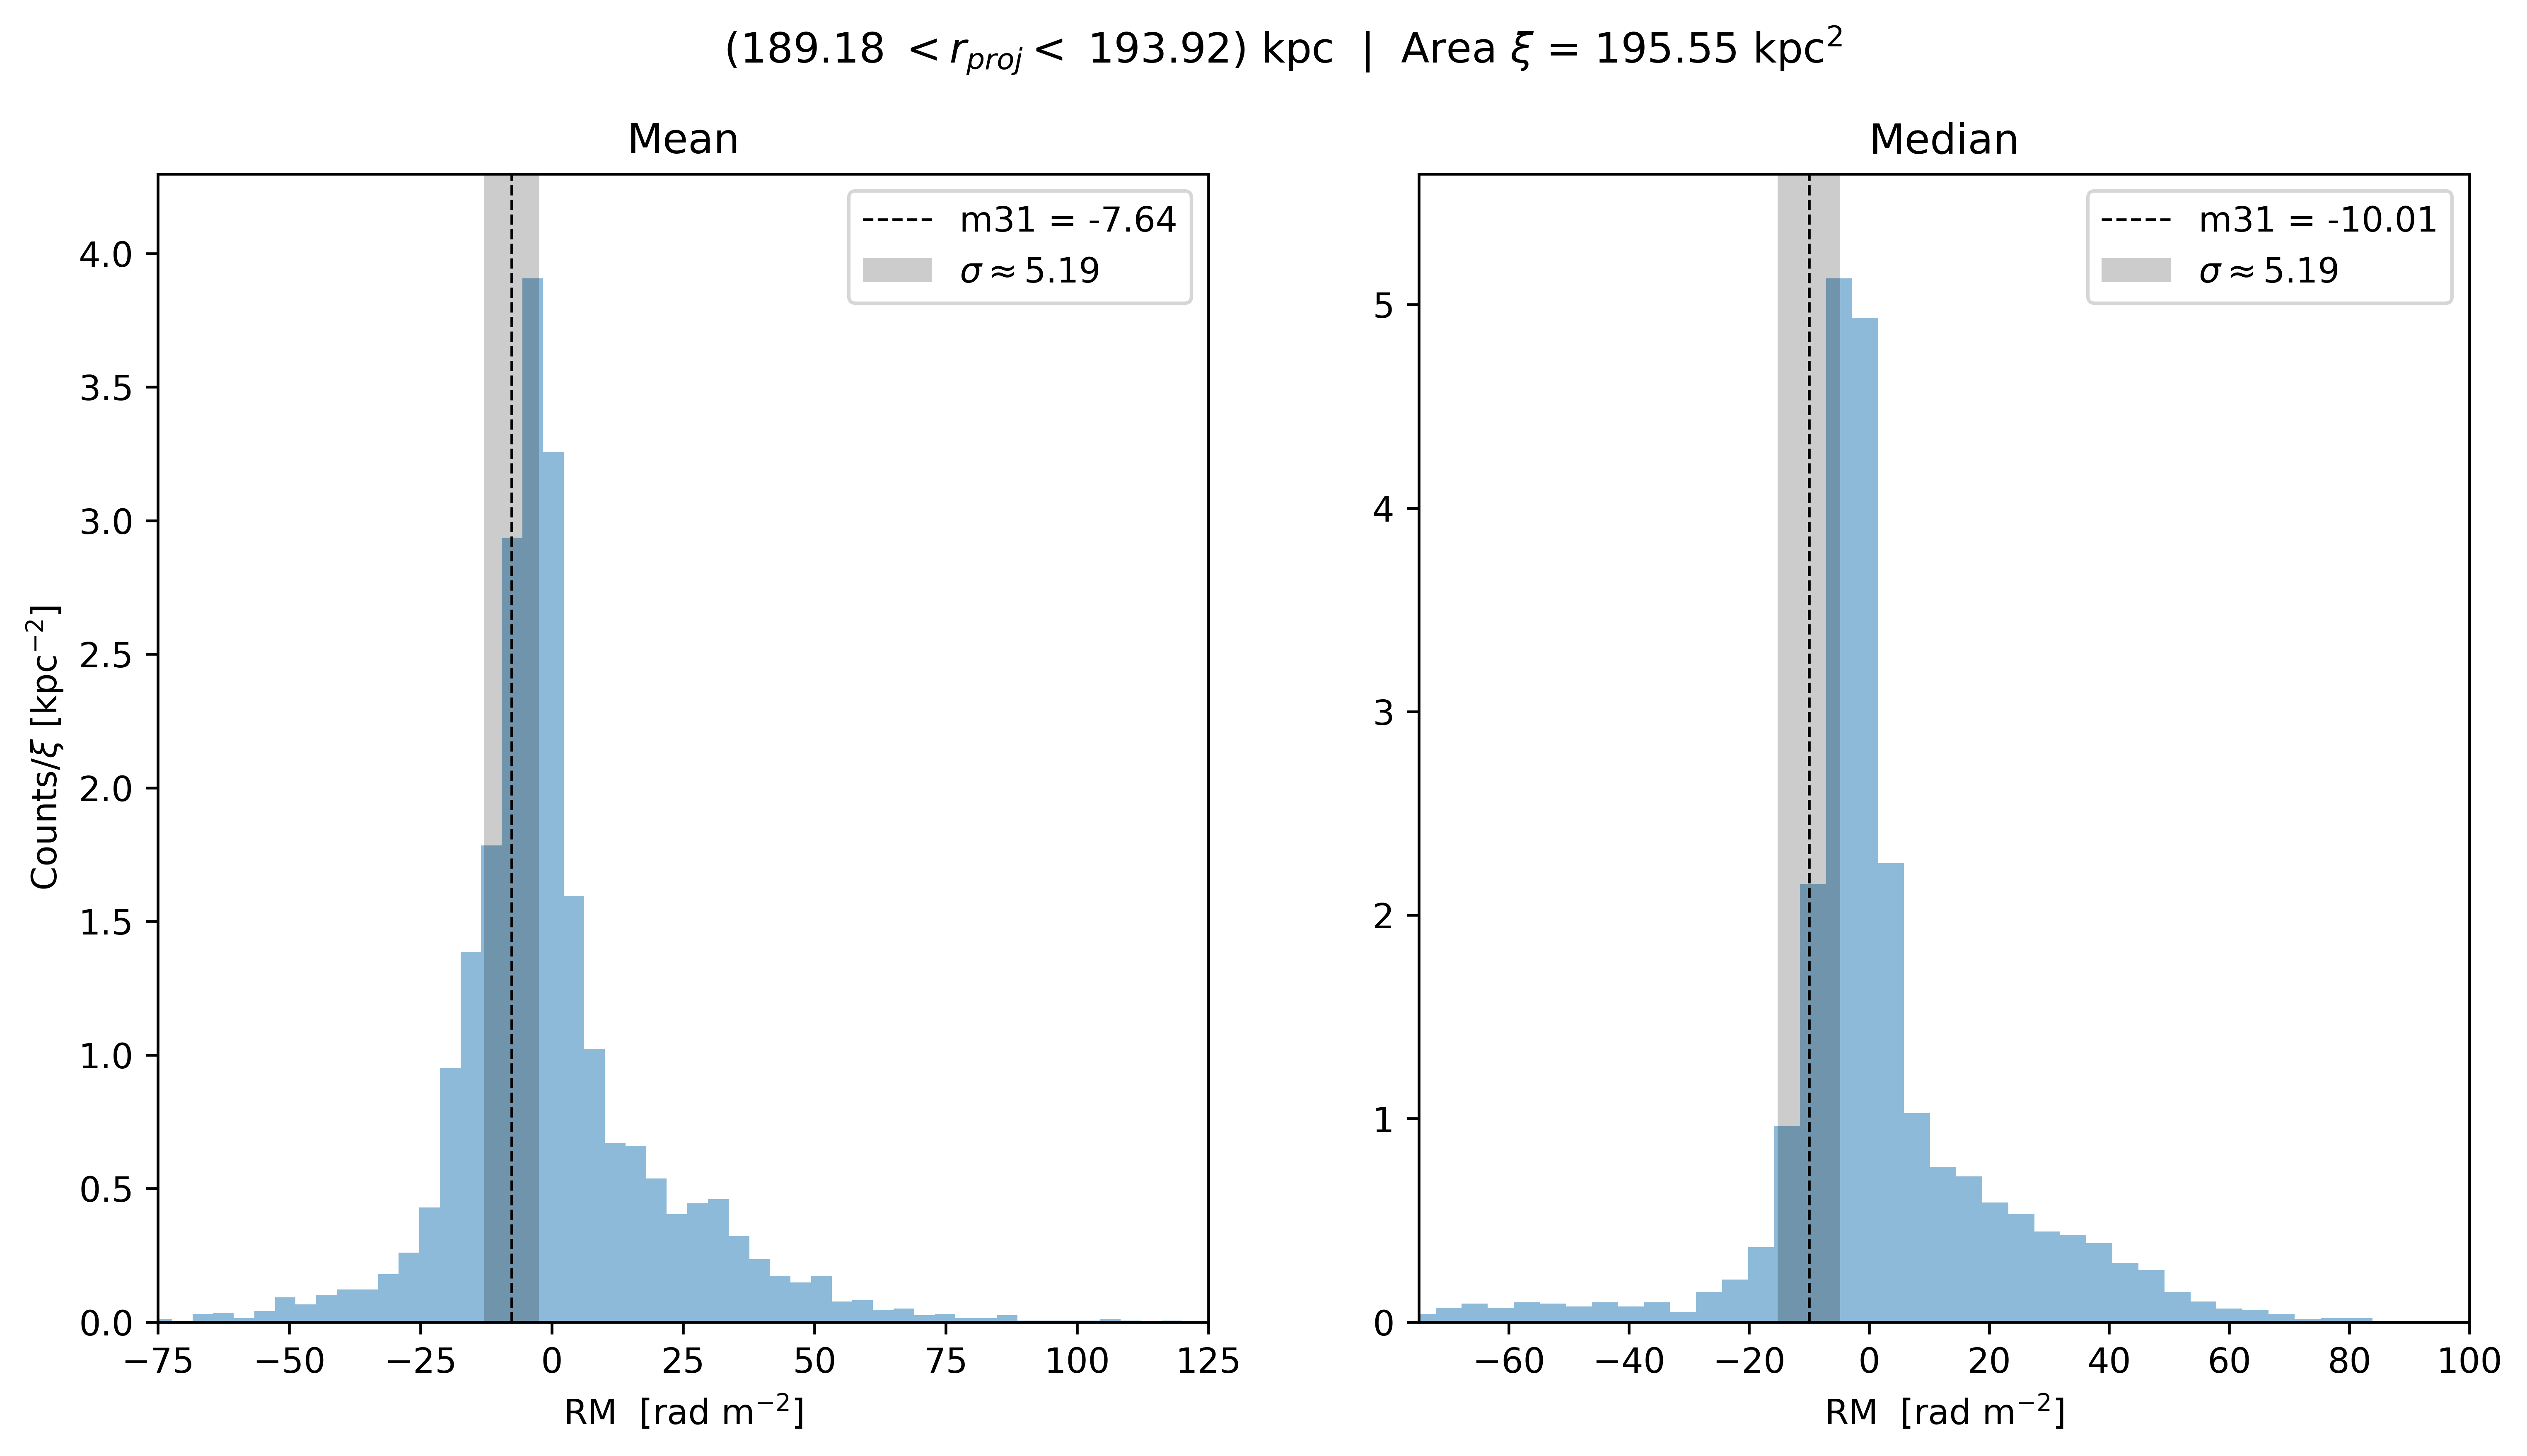 (189.18 < r_proj < 193.92) kpc | Area ξ = 195.55 kpc²
Mean
m31 = -7.64
σ ≈ 5.19
4.0
3.5
3.0
2.5
2.0
1.5
1.0
0.5
0.0
Counts/ξ [kpc⁻²]
−75 −50 −25 0 25 50 75 100 125
RM [rad m⁻²]
Median
m31 = -10.01
σ ≈ 5.19
5
4
3
2
1
0
−60 −40 −20 0 20 40 60 80 100
RM [rad m⁻²]